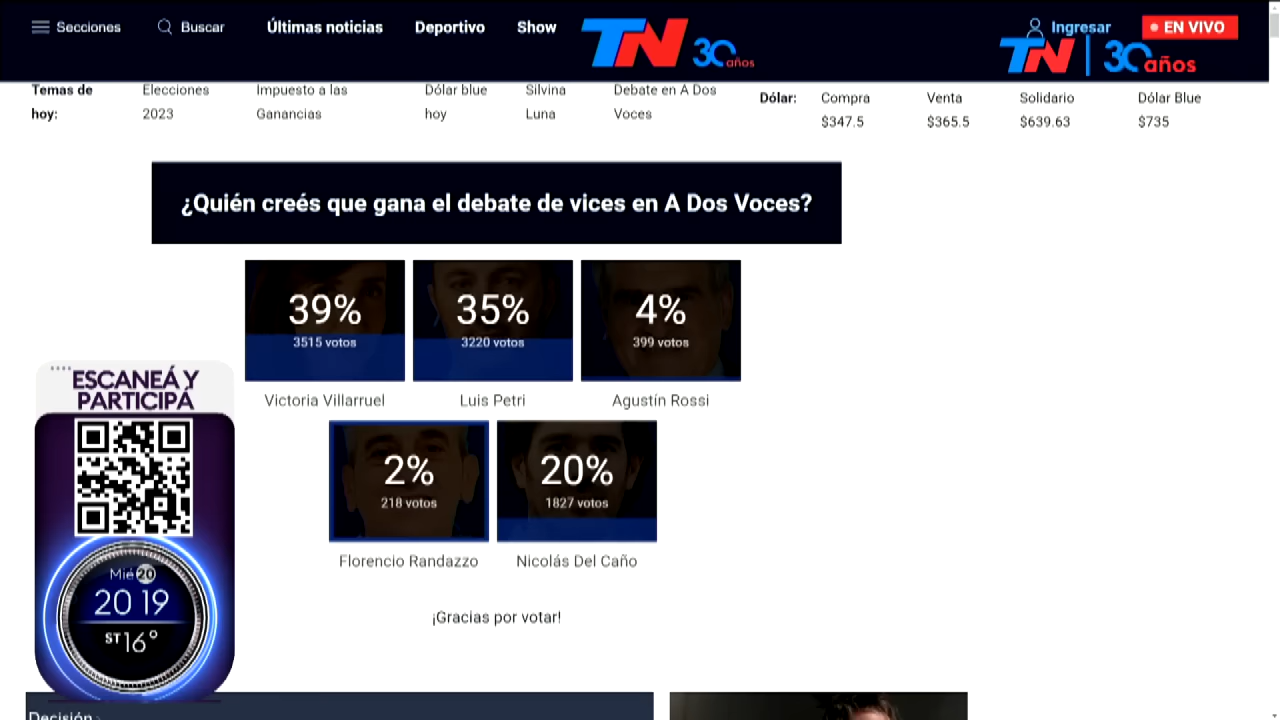 Secciones
Buscar
Últimas noticias
Deportivo
Show
TN 30 años
Ingresar
EN VIVO
TN 30 años
Temas de hoy:
Elecciones 2023
Impuesto a las Ganancias
Dólar blue hoy
Silvina Luna
Debate en A Dos Voces
Dólar:
Compra
$347.5
Venta
$365.5
Solidario
$639.63
Dólar Blue
$735
¿Quién creés que gana el debate de vices en A Dos Voces?
39%
3515 votos
Victoria Villarruel
35%
3220 votos
Luis Petri
4%
399 votos
Agustín Rossi
2%
218 votos
Florencio Randazzo
20%
1827 votos
Nicolás Del Caño
¡Gracias por votar!
ESCANEÁ Y
PARTICIPÁ
Mié 20
20 19
ST 16°
Decisión